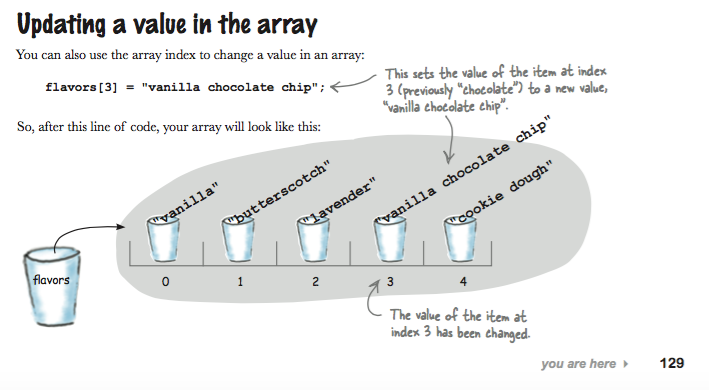 Updating a value in the array
You can also use the array index to change a value in an array:
flavors[3] = "vanilla chocolate chip";
This sets the value of the item at index
3 (previously "chocolate") to a new value,
"vanilla chocolate chip".
So, after this line of code, your array will look like this:
"vanilla"
"butterscotch"
"lavender"
"vanilla chocolate chip"
"cookie dough"
flavors
0 1 2 3 4
The value of the item at
index 3 has been changed.
you are here ▸ 129